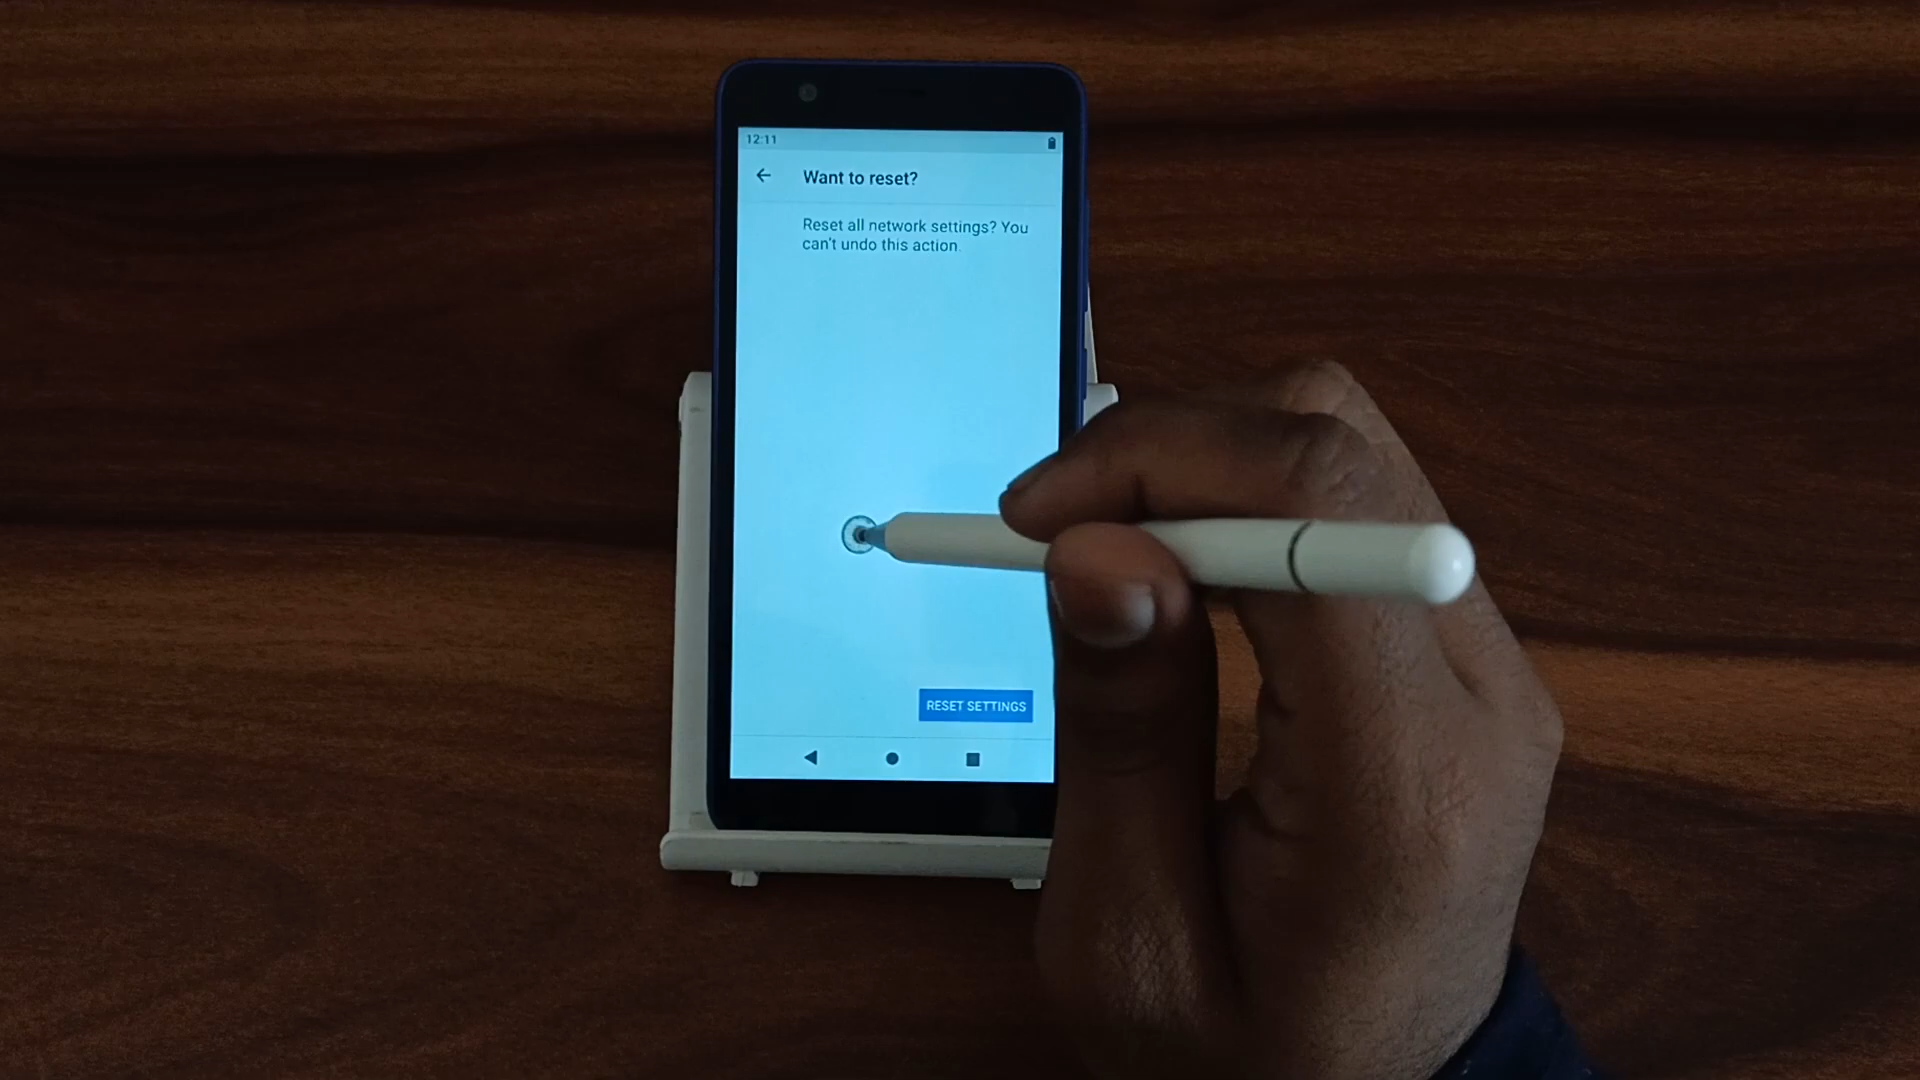 12:11
Want to reset?
Reset all network settings? You
can't undo this action.
RESET SETTINGS